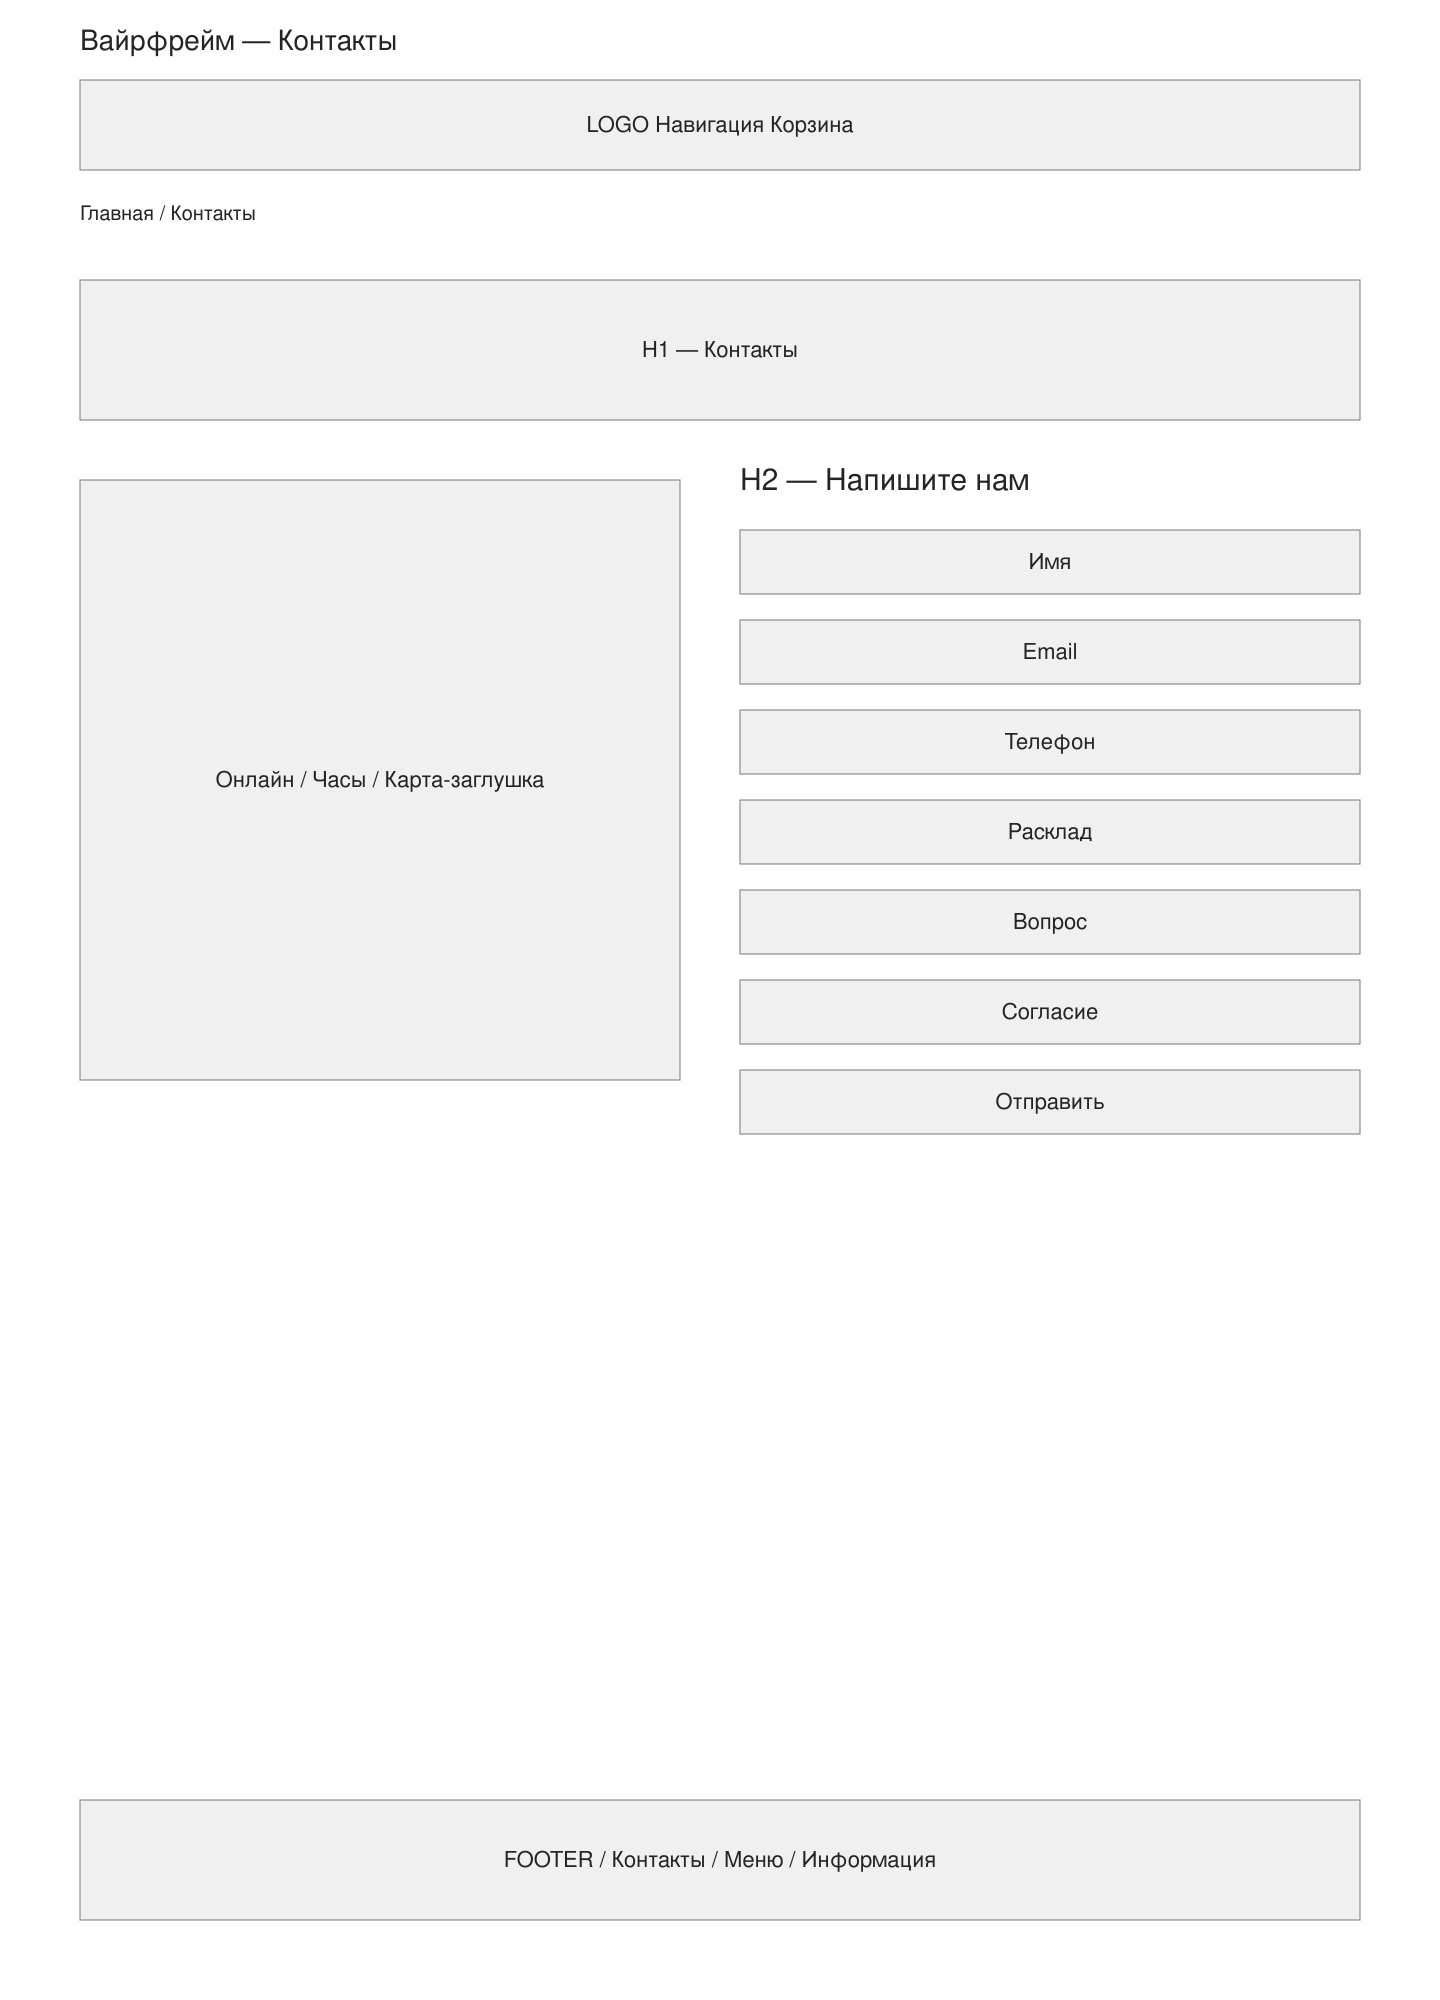 Вайрфрейм — Контакты
LOGO Навигация Корзина
Главная / Контакты
H1 — Контакты
H2 — Напишите нам
Имя
Email
Телефон
Онлайн / Часы / Карта-заглушка
Расклад
Вопрос
Согласие
Отправить
FOOTER / Контакты / Меню / Информация